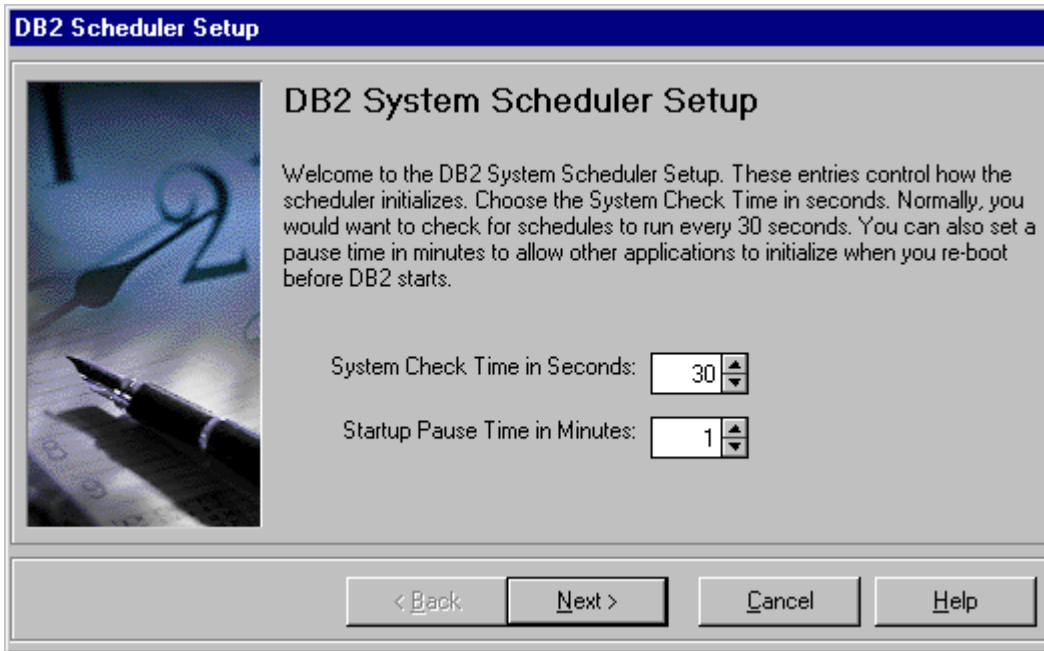 DB2 Scheduler Setup
DB2 System Scheduler Setup
Welcome to the DB2 System Scheduler Setup. These entries control how the
scheduler initializes. Choose the System Check Time in seconds. Normally, you
would want to check for schedules to run every 30 seconds. You can also set a
pause time in minutes to allow other applications to initialize when you re-boot
before DB2 starts.
System Check Time in Seconds: 30
Startup Pause Time in Minutes: 1
< Back Next > Cancel Help